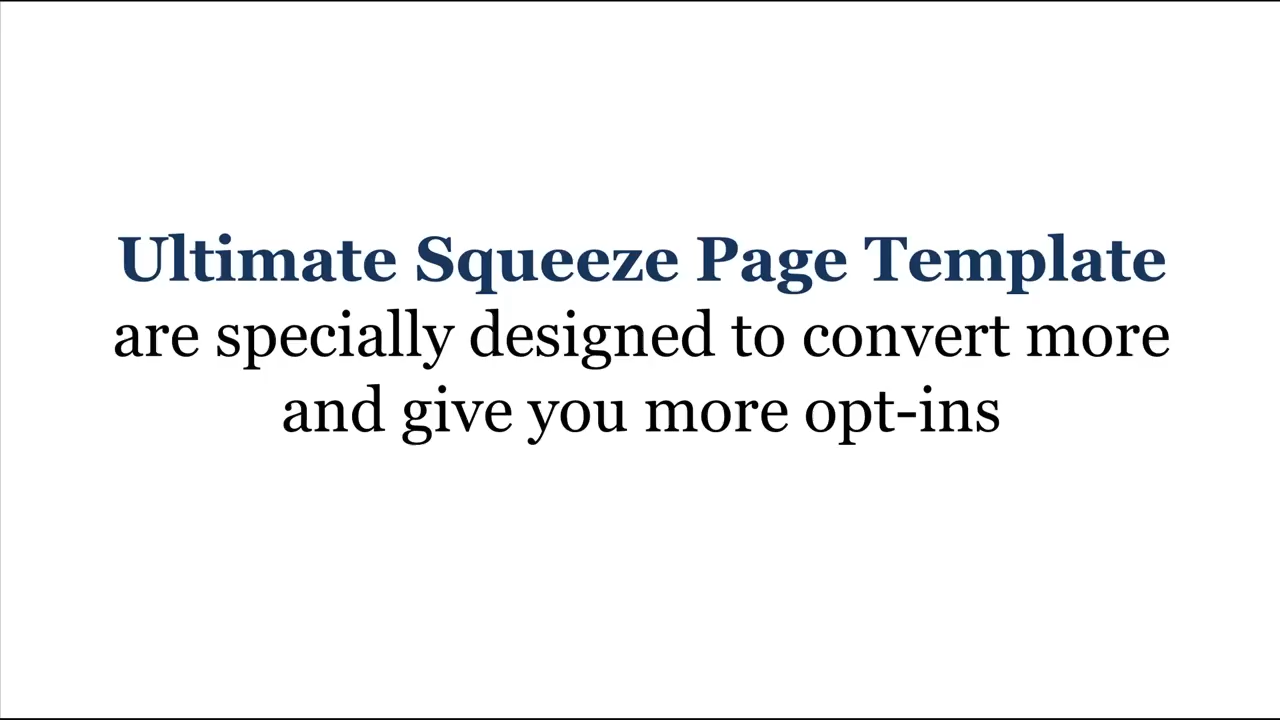 Ultimate Squeeze Page Template
are specially designed to convert more
and give you more opt-ins